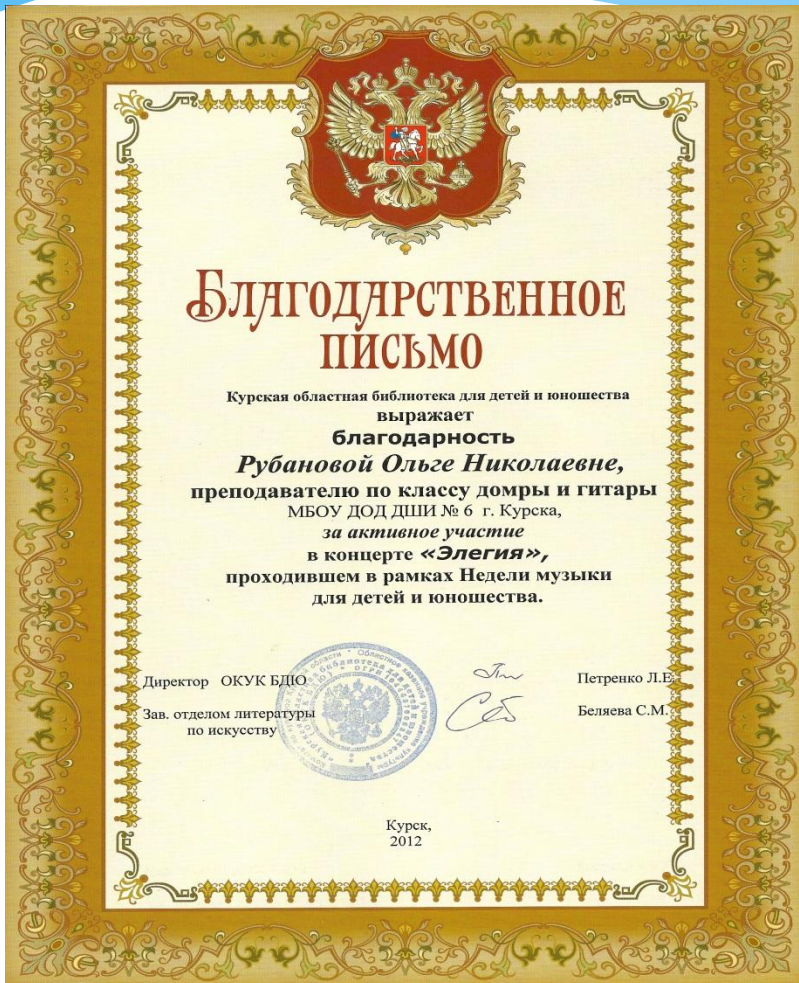 Благодарственное
письмо
Курская областная библиотека для детей и юношества
выражает
благодарность
Рубановой Ольге Николаевне,
преподавателю по классу домры и гитары
МБОУ ДОД ДШИ № 6 г. Курска,
за активное участие
в концерте «Элегия»,
проходившем в рамках Недели музыки
для детей и юношества.
Директор ОКУК БДЮ Петренко Л.Е.
Зав. отделом литературы Беляева С.М.
по искусству
Курск,
2012